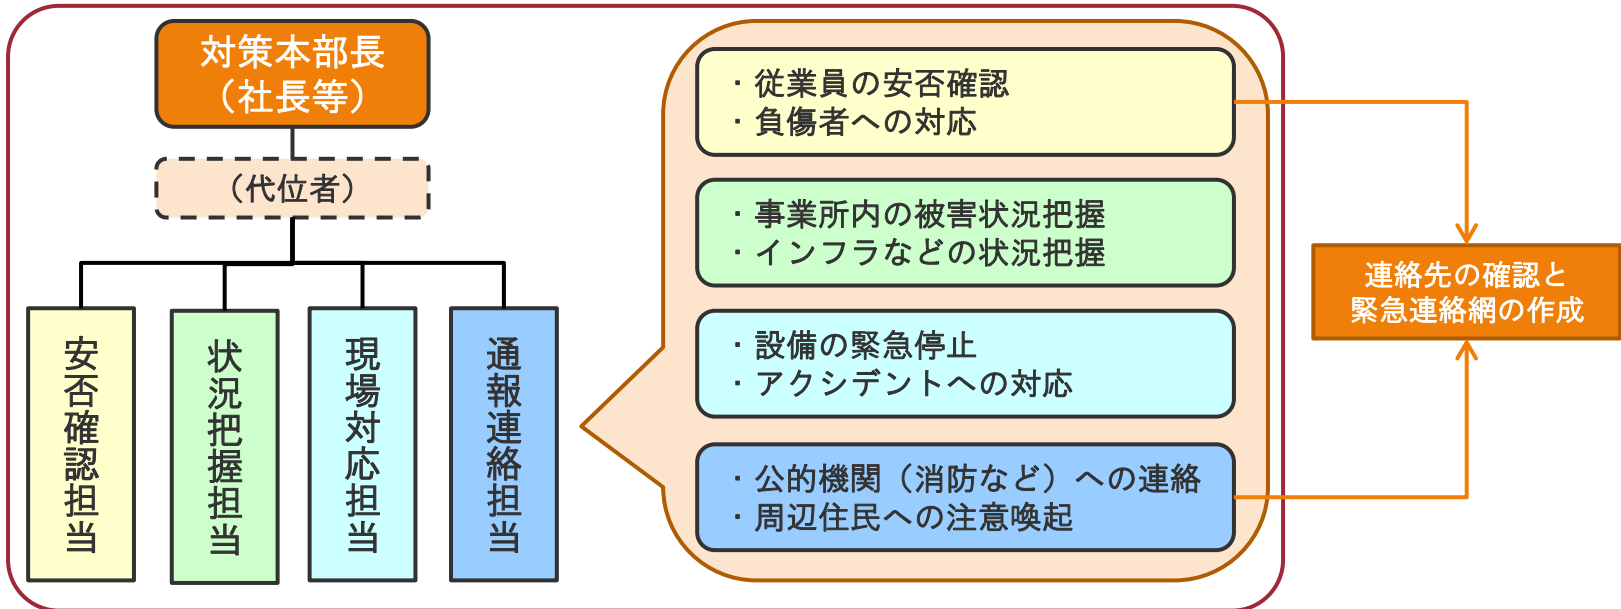 対策本部長
（社長等）
（代位者）
安否確認担当
状況把握担当
現場対応担当
通報連絡担当
・従業員の安否確認
・負傷者への対応
・事業所内の被害状況把握
・インフラなどの状況把握
・設備の緊急停止
・アクシデントへの対応
・公的機関（消防など）への連絡
・周辺住民への注意喚起
連絡先の確認と
緊急連絡網の作成